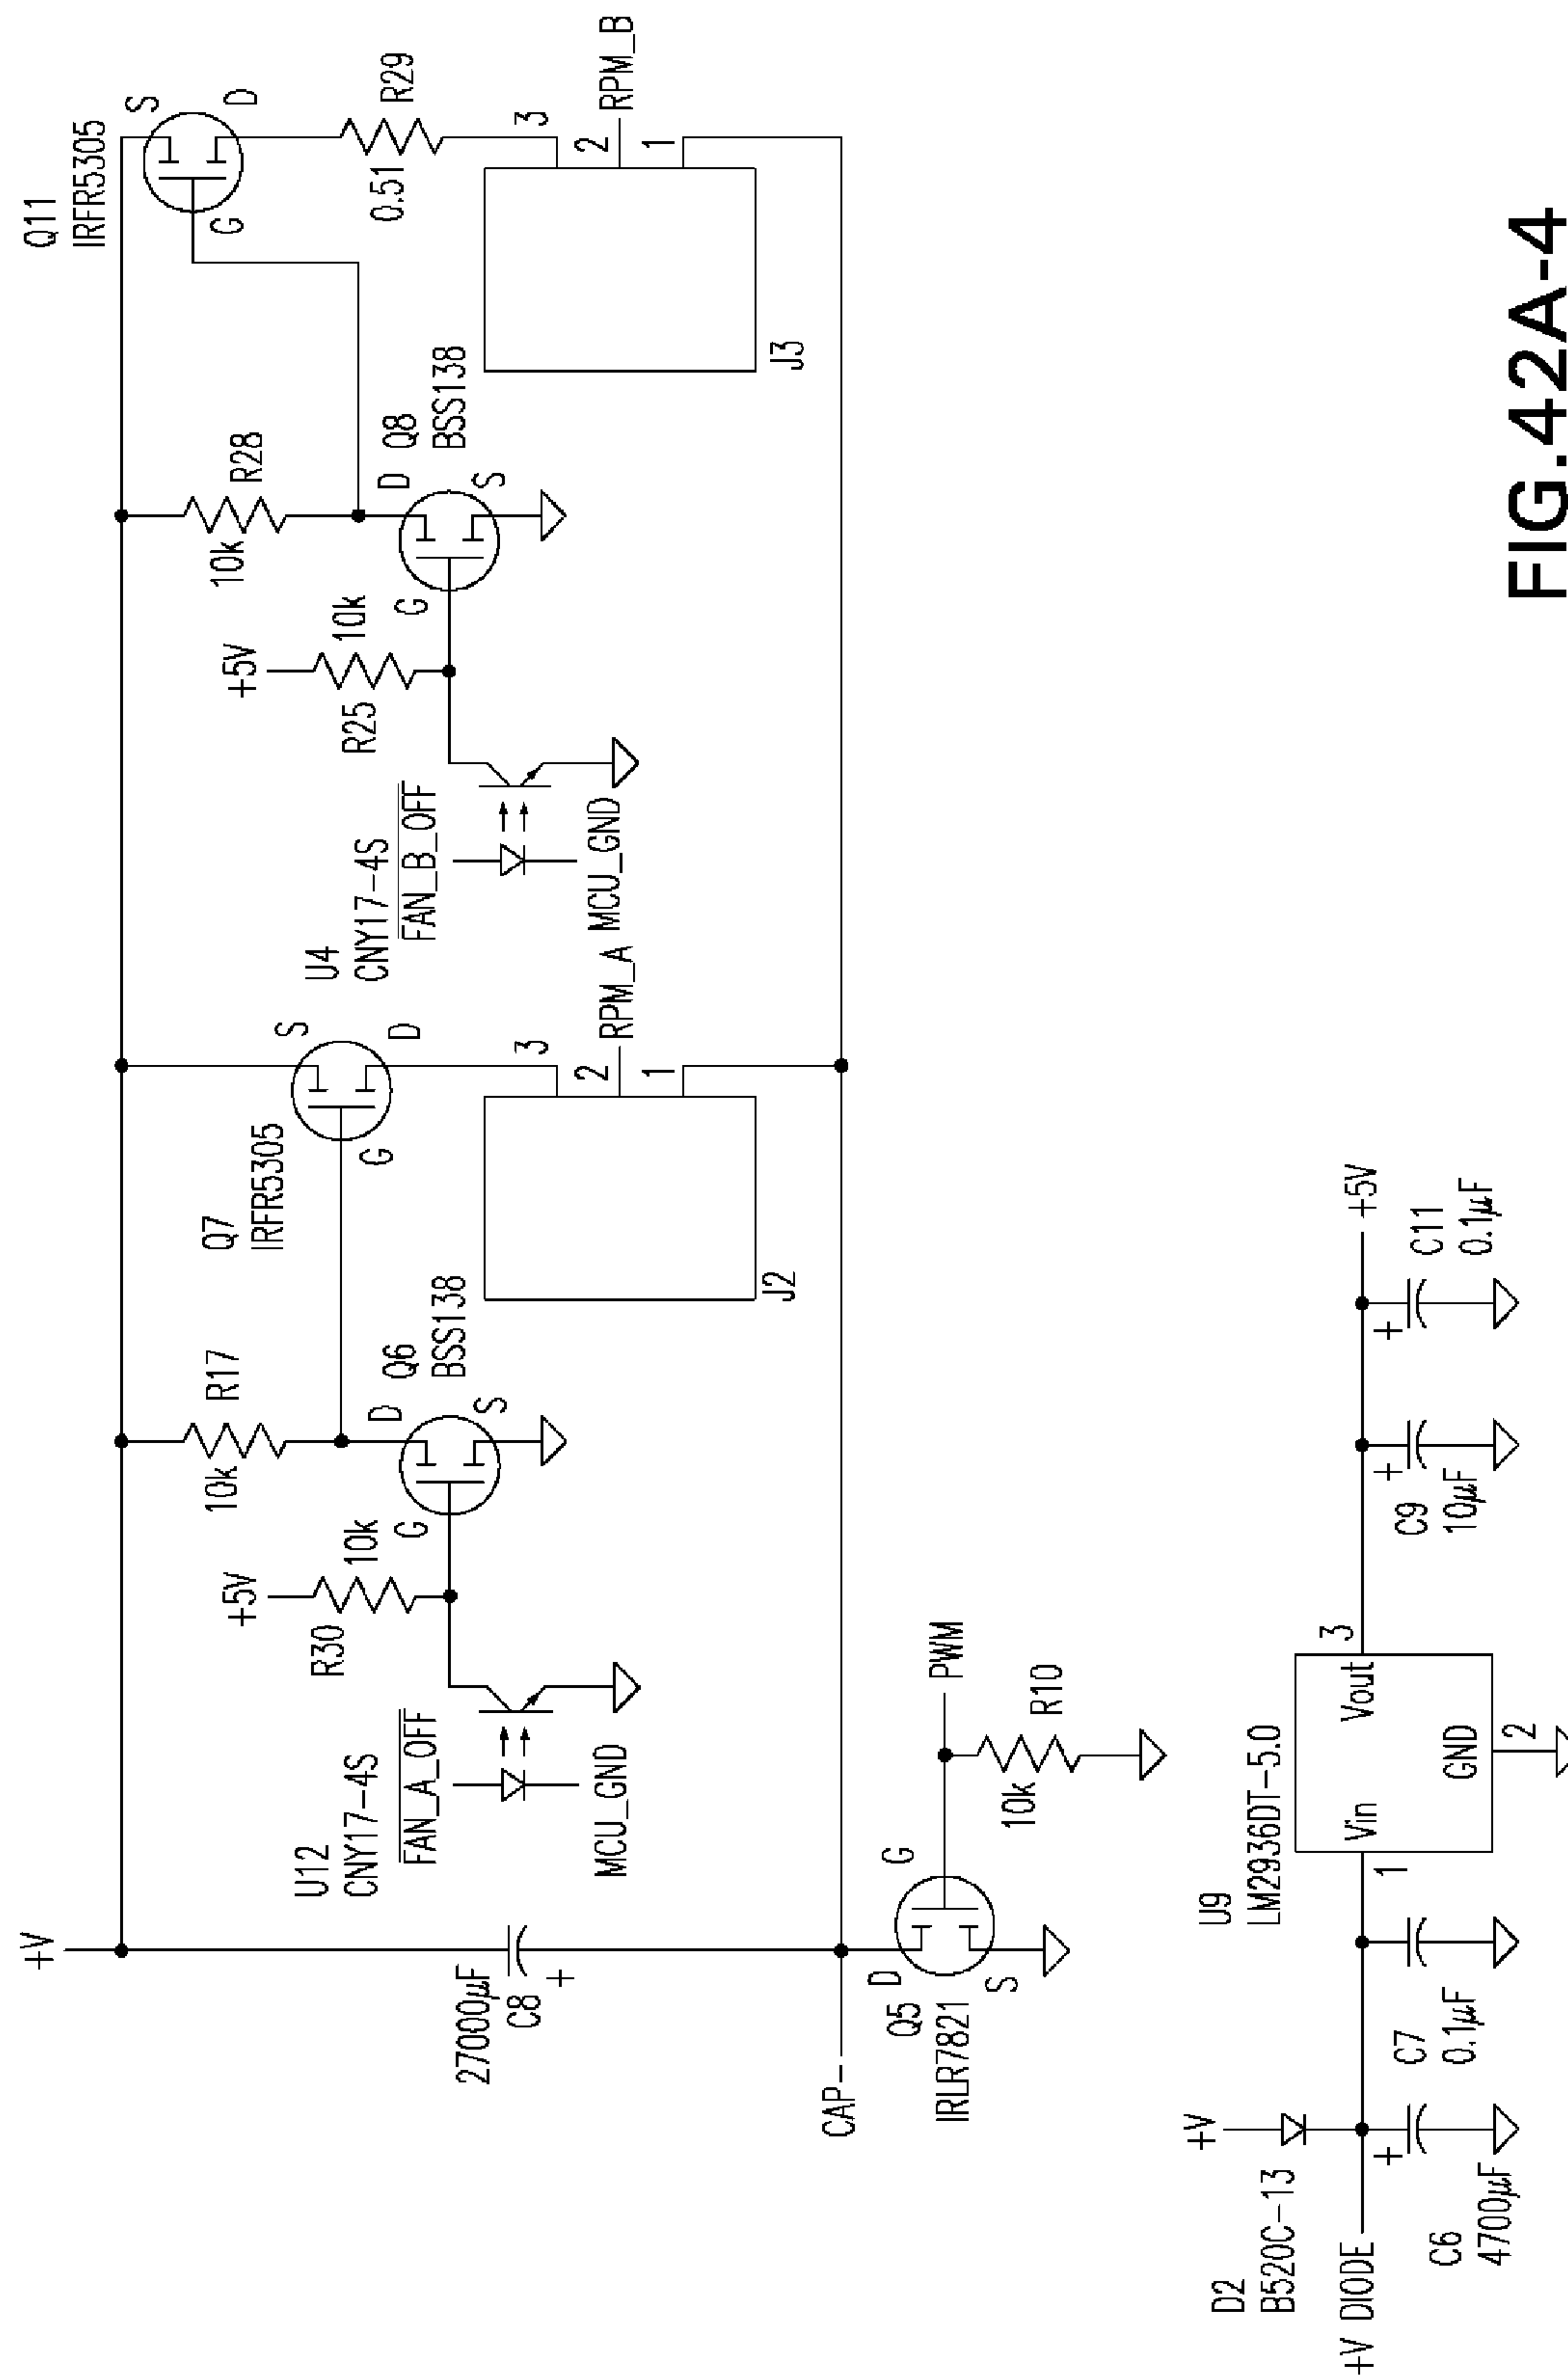 +V
27000µF
C8
+
CAP-
U12
CNY17-4S
FAN_A_OFF
MCU_GND
+5V
R30
10k
R17
10k
D
G
S
Q6
BSS138
Q7
IRFR5305
S
G
D
3
2
1
RPM_A
J2
U4
CNY17-4S
FAN_B_OFF
MCU_GND
+5V
R25
10k
R28
10k
D
G
S
Q8
BSS138
Q11
IRFR5305
S
G
D
R29
0.51
3
2
1
RPM_B
J3
D
G
S
Q5
IRLR7821
PWM
R10
10k
+V
D2
B520C-13
+V DIODE
+
C6
4700µF
C7
0.1µF
U9
LM2936DT-5.0
1
Vin
Vout
3
GND
2
+
C9
10µF
+
C11
0.1µF
+5V
FIG.42A-4